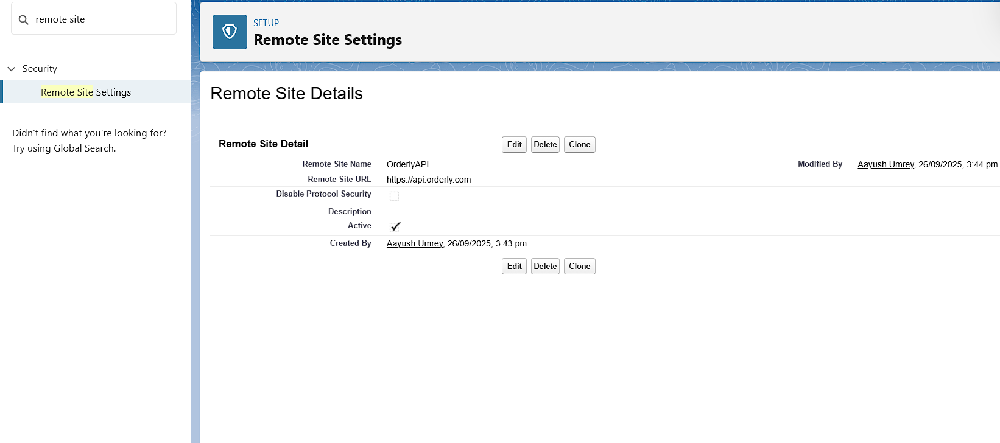 remote site
Security
Remote Site Settings
Didn't find what you're looking for?
Try using Global Search.
SETUP
Remote Site Settings
Remote Site Details
Remote Site Detail
Edit Delete Clone
Remote Site Name OrderlyAPI Modified By Aayush Umrey, 26/09/2025, 3:44 pm
Remote Site URL https://api.orderly.com
Disable Protocol Security
Description
Active
Created By Aayush Umrey, 26/09/2025, 3:43 pm
Edit Delete Clone